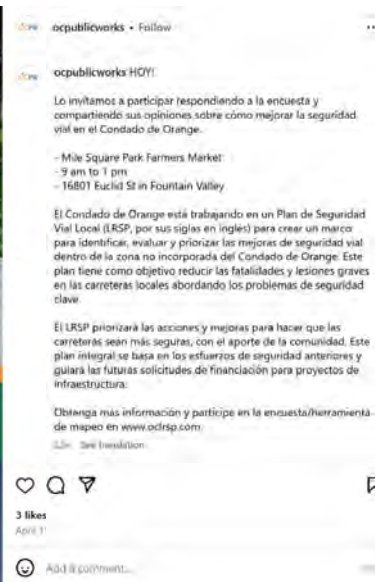 ocpublicworks • Follow
ocpublicworks HOY!
Lo invitamos a participar respondiendo a la encuesta y
compartiendo sus opiniones sobre cómo mejorar la seguridad
vial en el Condado de Orange.
- Mile Square Park Farmers Market
- 9 am to 1 pm
- 16801 Euclid St in Fountain Valley
El Condado de Orange está trabajando en un Plan de Seguridad
Vial Local (LRSP, por sus siglas en inglés) para crear un marco
para identificar, evaluar y priorizar las mejoras de seguridad vial
dentro de la zona no incorporada del Condado de Orange. Este
plan tiene como objetivo reducir las fatalidades y lesiones graves
en las carreteras locales abordando los problemas de seguridad
clave.
El LRSP priorizará las acciones y mejoras para hacer que las
carreteras sean más seguras, con el aporte de la comunidad. Este
plan integral se basa en los esfuerzos de seguridad anteriores y
guiará las futuras solicitudes de financiación para proyectos de
infraestructura.
Obtenga más información y participe en la encuesta/herramienta
de mapeo en www.oclrsp.com
See translation
3 likes
April 1
Add a comment...